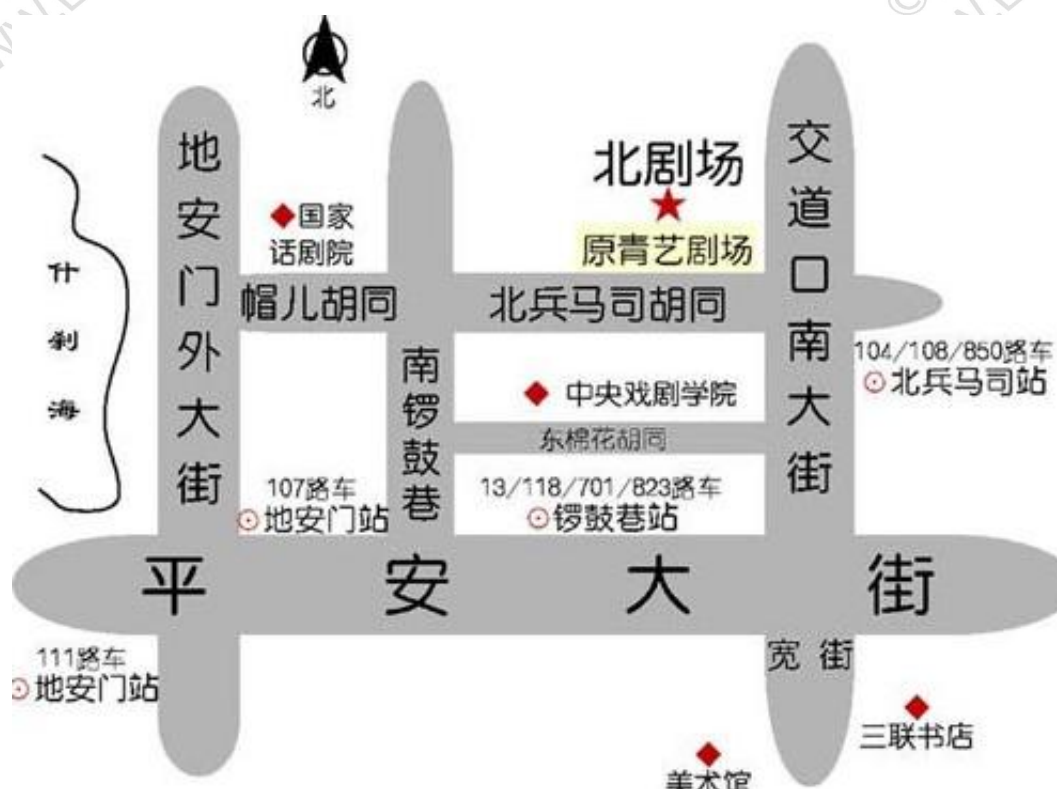 北
地安门外大街
交道口南大街
北剧场
原青艺剧场
国家
话剧院
什刹海
帽儿胡同
北兵马司胡同
南锣鼓巷
104/108/850路车
北兵马司站
中央戏剧学院
东棉花胡同
107路车
地安门站
13/118/701/823路车
锣鼓巷站
平安大街
111路车
地安门站
宽街
三联书店
美术馆